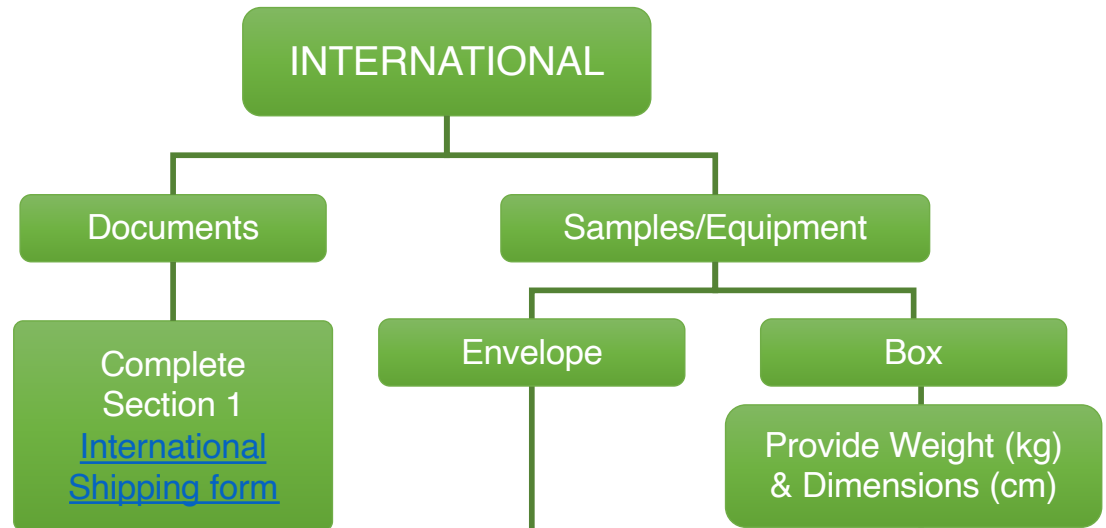 INTERNATIONAL
Documents
Samples/Equipment
Complete
Section 1
International
Shipping form
Envelope
Box
Provide Weight (kg)
& Dimensions (cm)